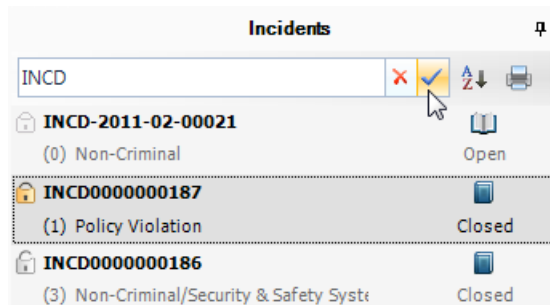 Incidents
INCD
INCD-2011-02-00021
(0) Non-Criminal Open
INCD0000000187
(1) Policy Violation Closed
INCD0000000186
(3) Non-Criminal/Security & Safety Syste Closed